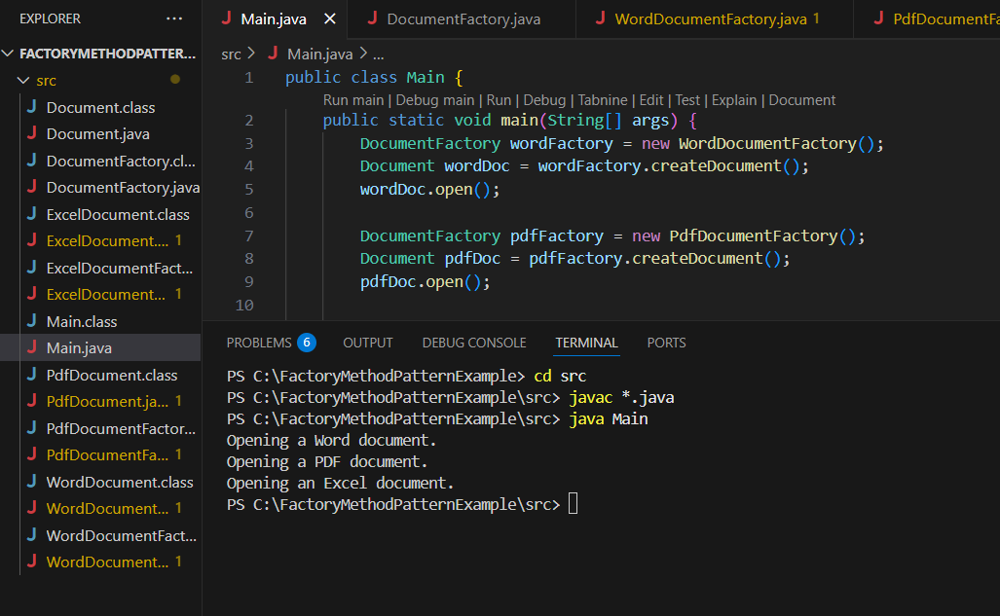 EXPLORER ...
FACTORYMETHODPATTER...
src
Document.class
Document.java
DocumentFactory.cl...
DocumentFactory.java
ExcelDocument.class
ExcelDocument.... 1
ExcelDocumentFact...
ExcelDocument... 1
Main.class
Main.java
PdfDocument.class
PdfDocument.ja... 1
PdfDocumentFactor...
PdfDocumentFa... 1
WordDocument.class
WordDocument... 1
WordDocumentFact...
WordDocument... 1
J Main.java × J DocumentFactory.java J WordDocumentFactory.java 1 J PdfDocumentFa
src > J Main.java > ...
1 public class Main {
Run main | Debug main | Run | Debug | Tabnine | Edit | Test | Explain | Document
2 public static void main(String[] args) {
3 DocumentFactory wordFactory = new WordDocumentFactory();
4 Document wordDoc = wordFactory.createDocument();
5 wordDoc.open();
6
7 DocumentFactory pdfFactory = new PdfDocumentFactory();
8 Document pdfDoc = pdfFactory.createDocument();
9 pdfDoc.open();
10
PROBLEMS 6 OUTPUT DEBUG CONSOLE TERMINAL PORTS
PS C:\FactoryMethodPatternExample> cd src
PS C:\FactoryMethodPatternExample\src> javac *.java
PS C:\FactoryMethodPatternExample\src> java Main
Opening a Word document.
Opening a PDF document.
Opening an Excel document.
PS C:\FactoryMethodPatternExample\src>